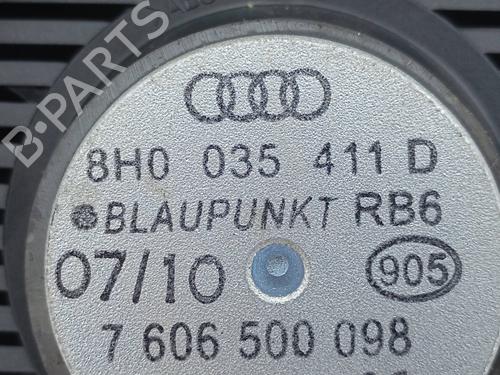 B-PARTS
8H0 035 411 D
BLAUPUNKT RB6
07/10 905
7 606 500 098